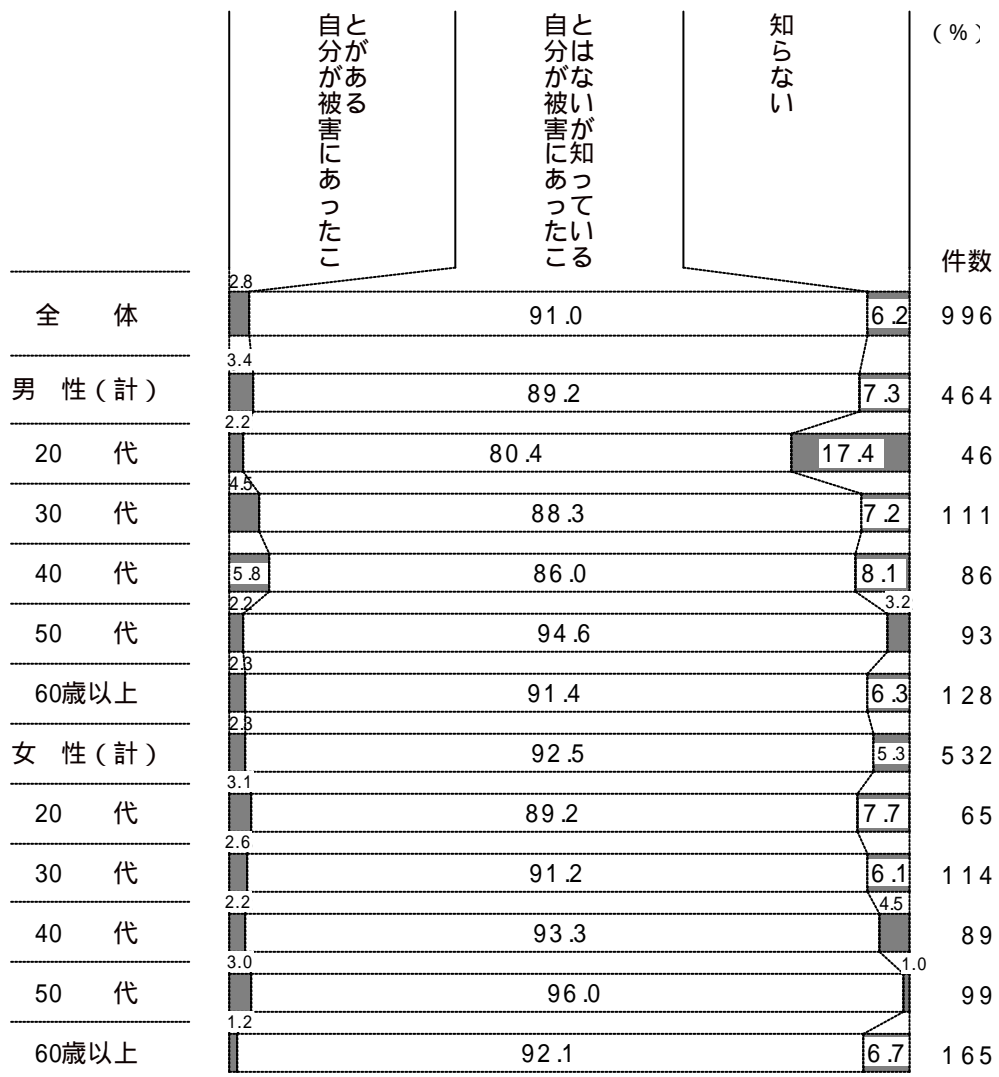 自分が被害にあったこ
とがある
自分が被害にあったこ
とはないが知っている
知らない
(%)
件数
2.8
全 体 91.0 6.2 996
3.4
男 性(計) 89.2 7.3 464
2.2
20 代 80.4 17.4 46
4.5
30 代 88.3 7.2 111
40 代 5.8 86.0 8.1 86
2.2 3.2
50 代 94.6 93
2.3
60歳以上 91.4 6.3 128
2.3
女 性(計) 92.5 5.3 532
3.1
20 代 89.2 7.7 65
2.6
30 代 91.2 6.1 114
2.2 4.5
40 代 93.3 89
3.0 1.0
50 代 96.0 99
1.2
60歳以上 92.1 6.7 165